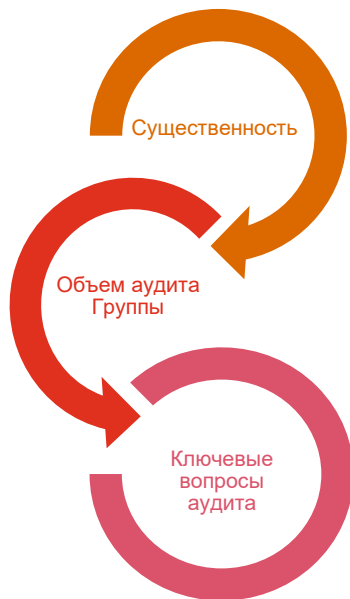 Существенность
Объем аудита
Группы
Ключевые
вопросы
аудита